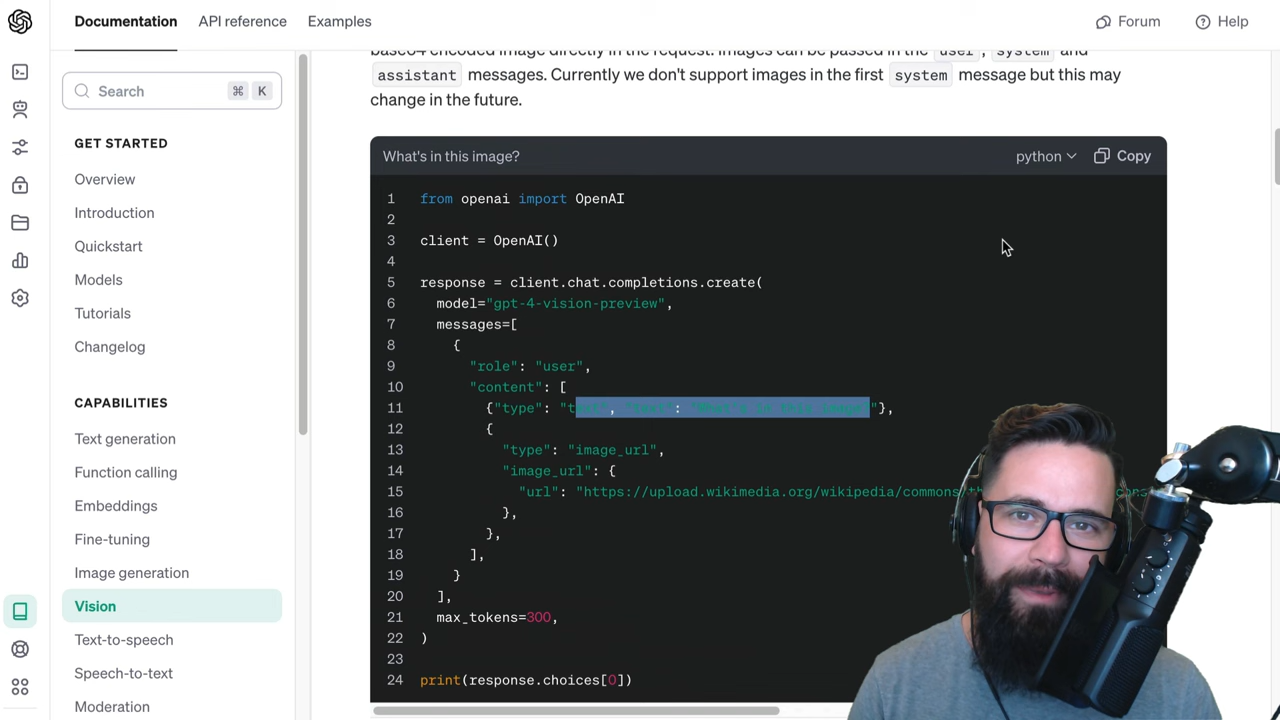 Documentation
API reference
Examples
Forum
Help
Search
⌘ K
GET STARTED
Overview
Introduction
Quickstart
Models
Tutorials
Changelog
CAPABILITIES
Text generation
Function calling
Embeddings
Fine-tuning
Image generation
Vision
Text-to-speech
Speech-to-text
Moderation
base64 encoded image directly in the request. Images can be passed in the user, system and
assistant messages. Currently we don't support images in the first system message but this may
change in the future.
What's in this image?
python
Copy
1 from openai import OpenAI
2
3 client = OpenAI()
4
5 response = client.chat.completions.create(
6 model="gpt-4-vision-preview",
7 messages=[
8 {
9 "role": "user",
10 "content": [
11 {"type": "text", "text": "What's in this image?"},
12 {
13 "type": "image_url",
14 "image_url": {
15 "url": "https://upload.wikimedia.org/wikipedia/commons/
16 },
17 },
18 ],
19 }
20 ],
21 max_tokens=300,
22 )
23
24 print(response.choices[0])